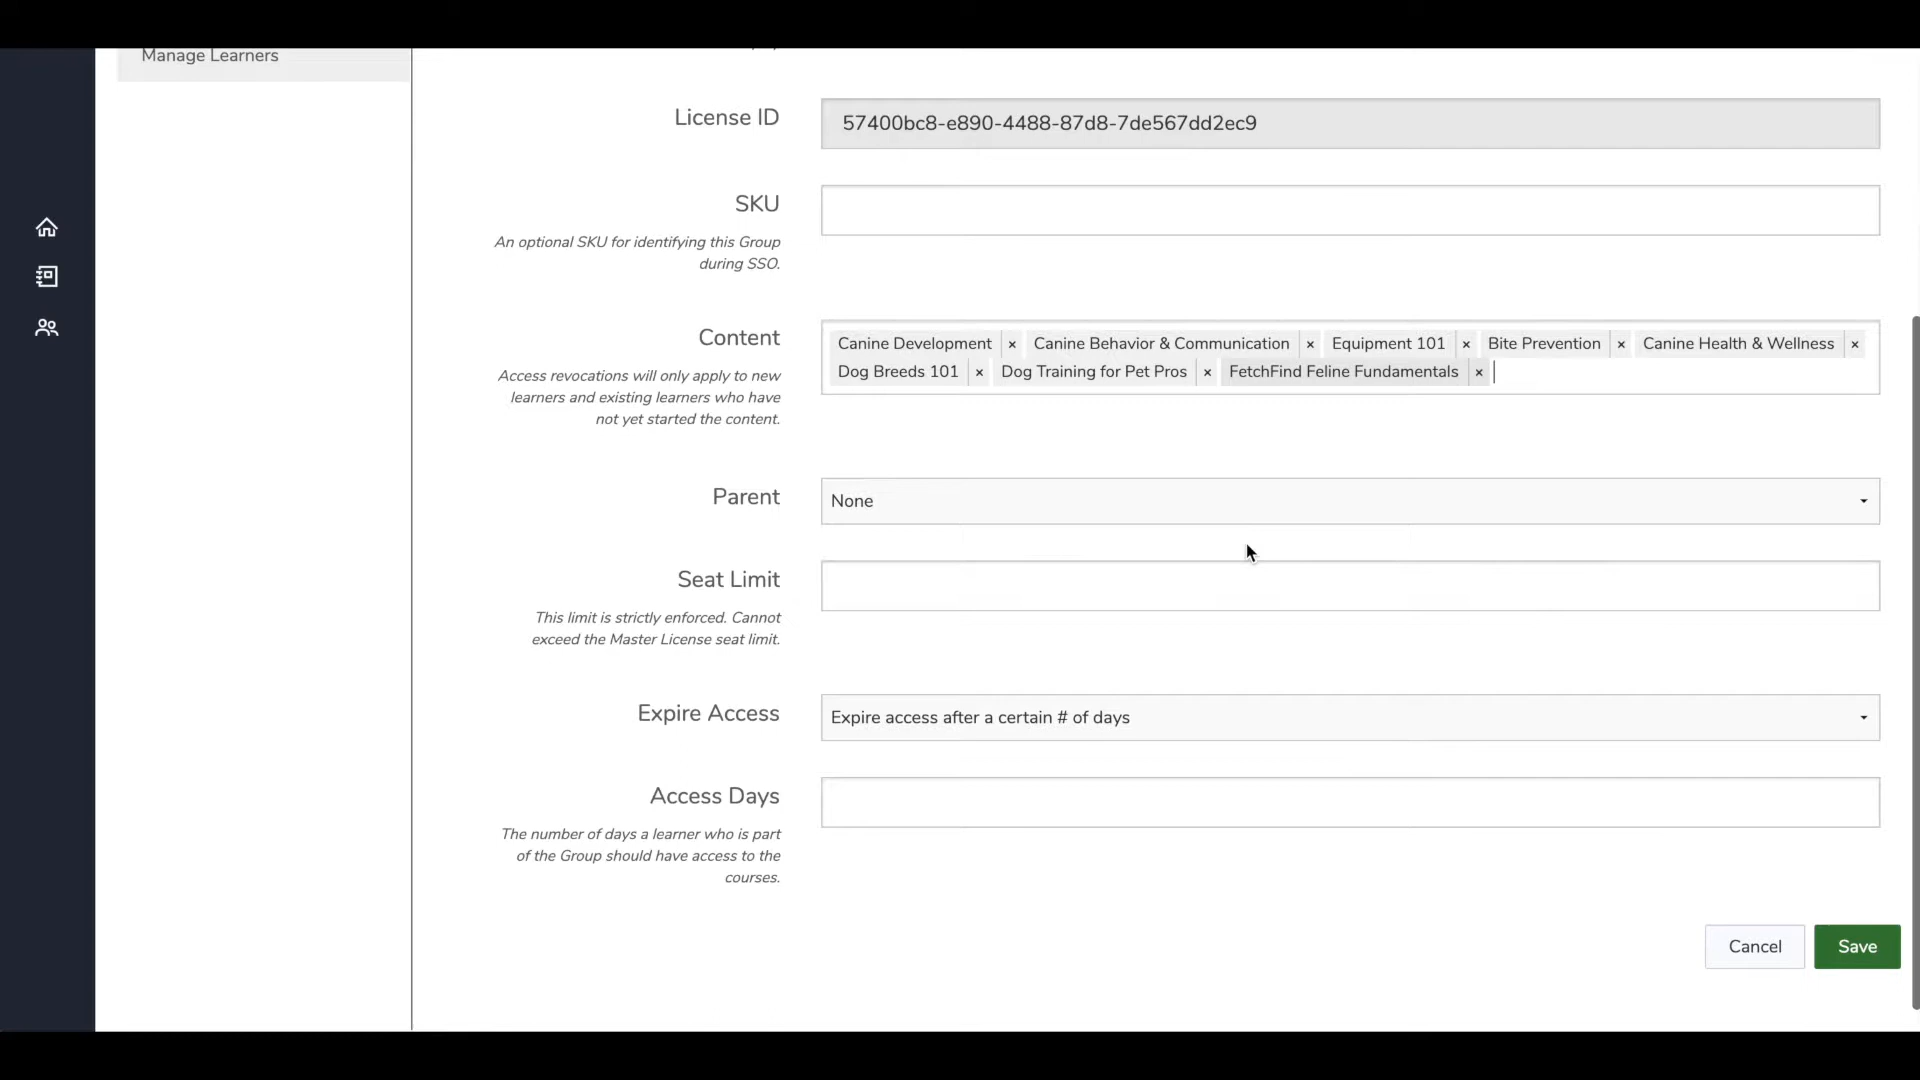 Manage Learners
License ID
57400bc8-e890-4488-87d8-7de567dd2ec9
SKU
An optional SKU for identifying this Group
during SSO.
Content
Canine Development × Canine Behavior & Communication × Equipment 101 × Bite Prevention × Canine Health & Wellness ×
Dog Breeds 101 × Dog Training for Pet Pros × FetchFind Feline Fundamentals ×
Access revocations will only apply to new
learners and existing learners who have
not yet started the content.
Parent
None
Seat Limit
This limit is strictly enforced. Cannot
exceed the Master License seat limit.
Expire Access
Expire access after a certain # of days
Access Days
The number of days a learner who is part
of the Group should have access to the
courses.
Cancel
Save